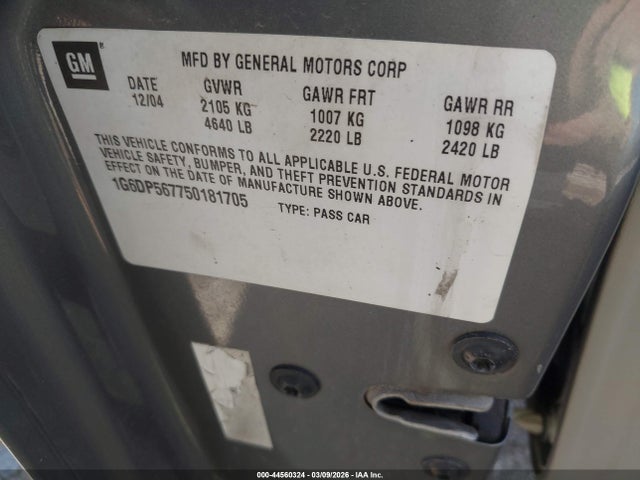 GM
MFD BY GENERAL MOTORS CORP
DATE GVWR GAWR FRT GAWR RR
12/04 2105 KG 1007 KG 1098 KG
4640 LB 2220 LB 2420 LB
THIS VEHICLE CONFORMS TO ALL APPLICABLE U.S. FEDERAL MOTOR
VEHICLE SAFETY, BUMPER, AND THEFT PREVENTION STANDARDS IN
EFFECT ON THE DATE OF MANUFACTURE SHOWN ABOVE.
1G6DP567750181705 TYPE: PASS CAR
000-44560324 | 03/09/2026 | IAA Inc.